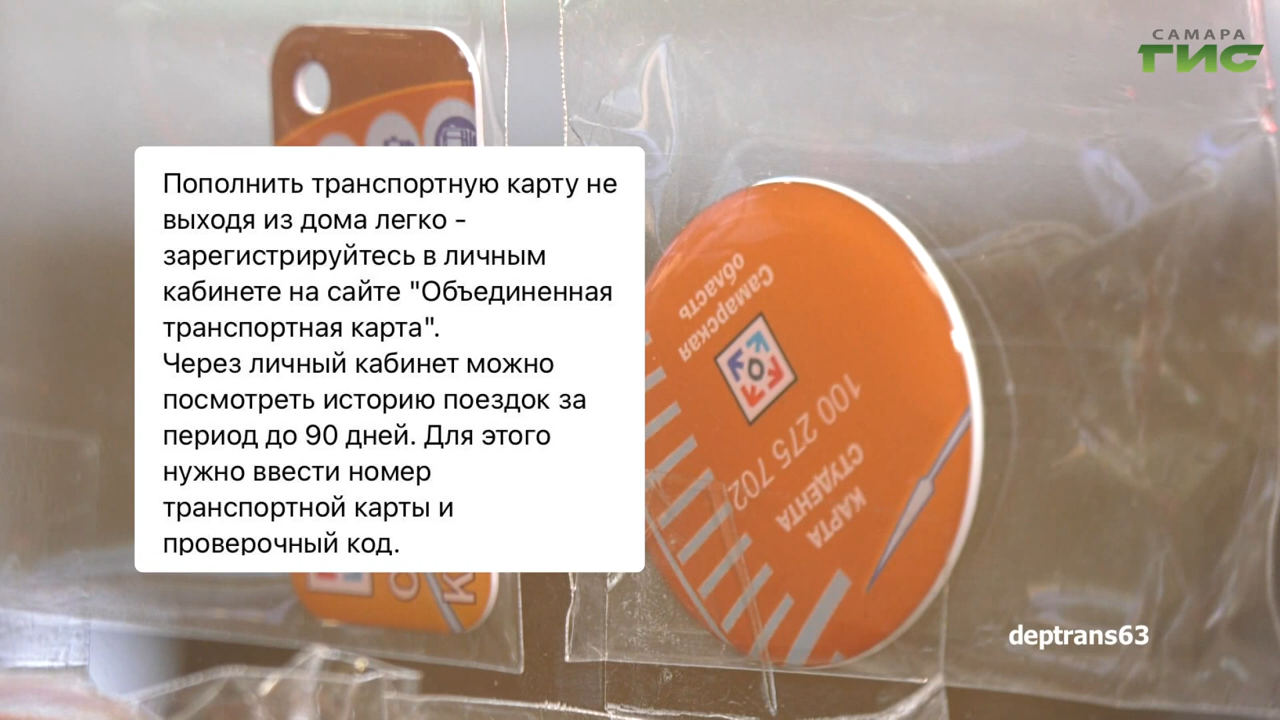 САМАРА
ГИС
Пополнить транспортную карту не
выходя из дома легко -
зарегистрируйтесь в личным
кабинете на сайте "Объединенная
транспортная карта".
Через личный кабинет можно
посмотреть историю поездок за
период до 90 дней. Для этого
нужно ввести номер
транспортной карты и
проверочный код.
Самарская
область
100 275 702
КАРТА
СТУДЕНТА
deptrans63